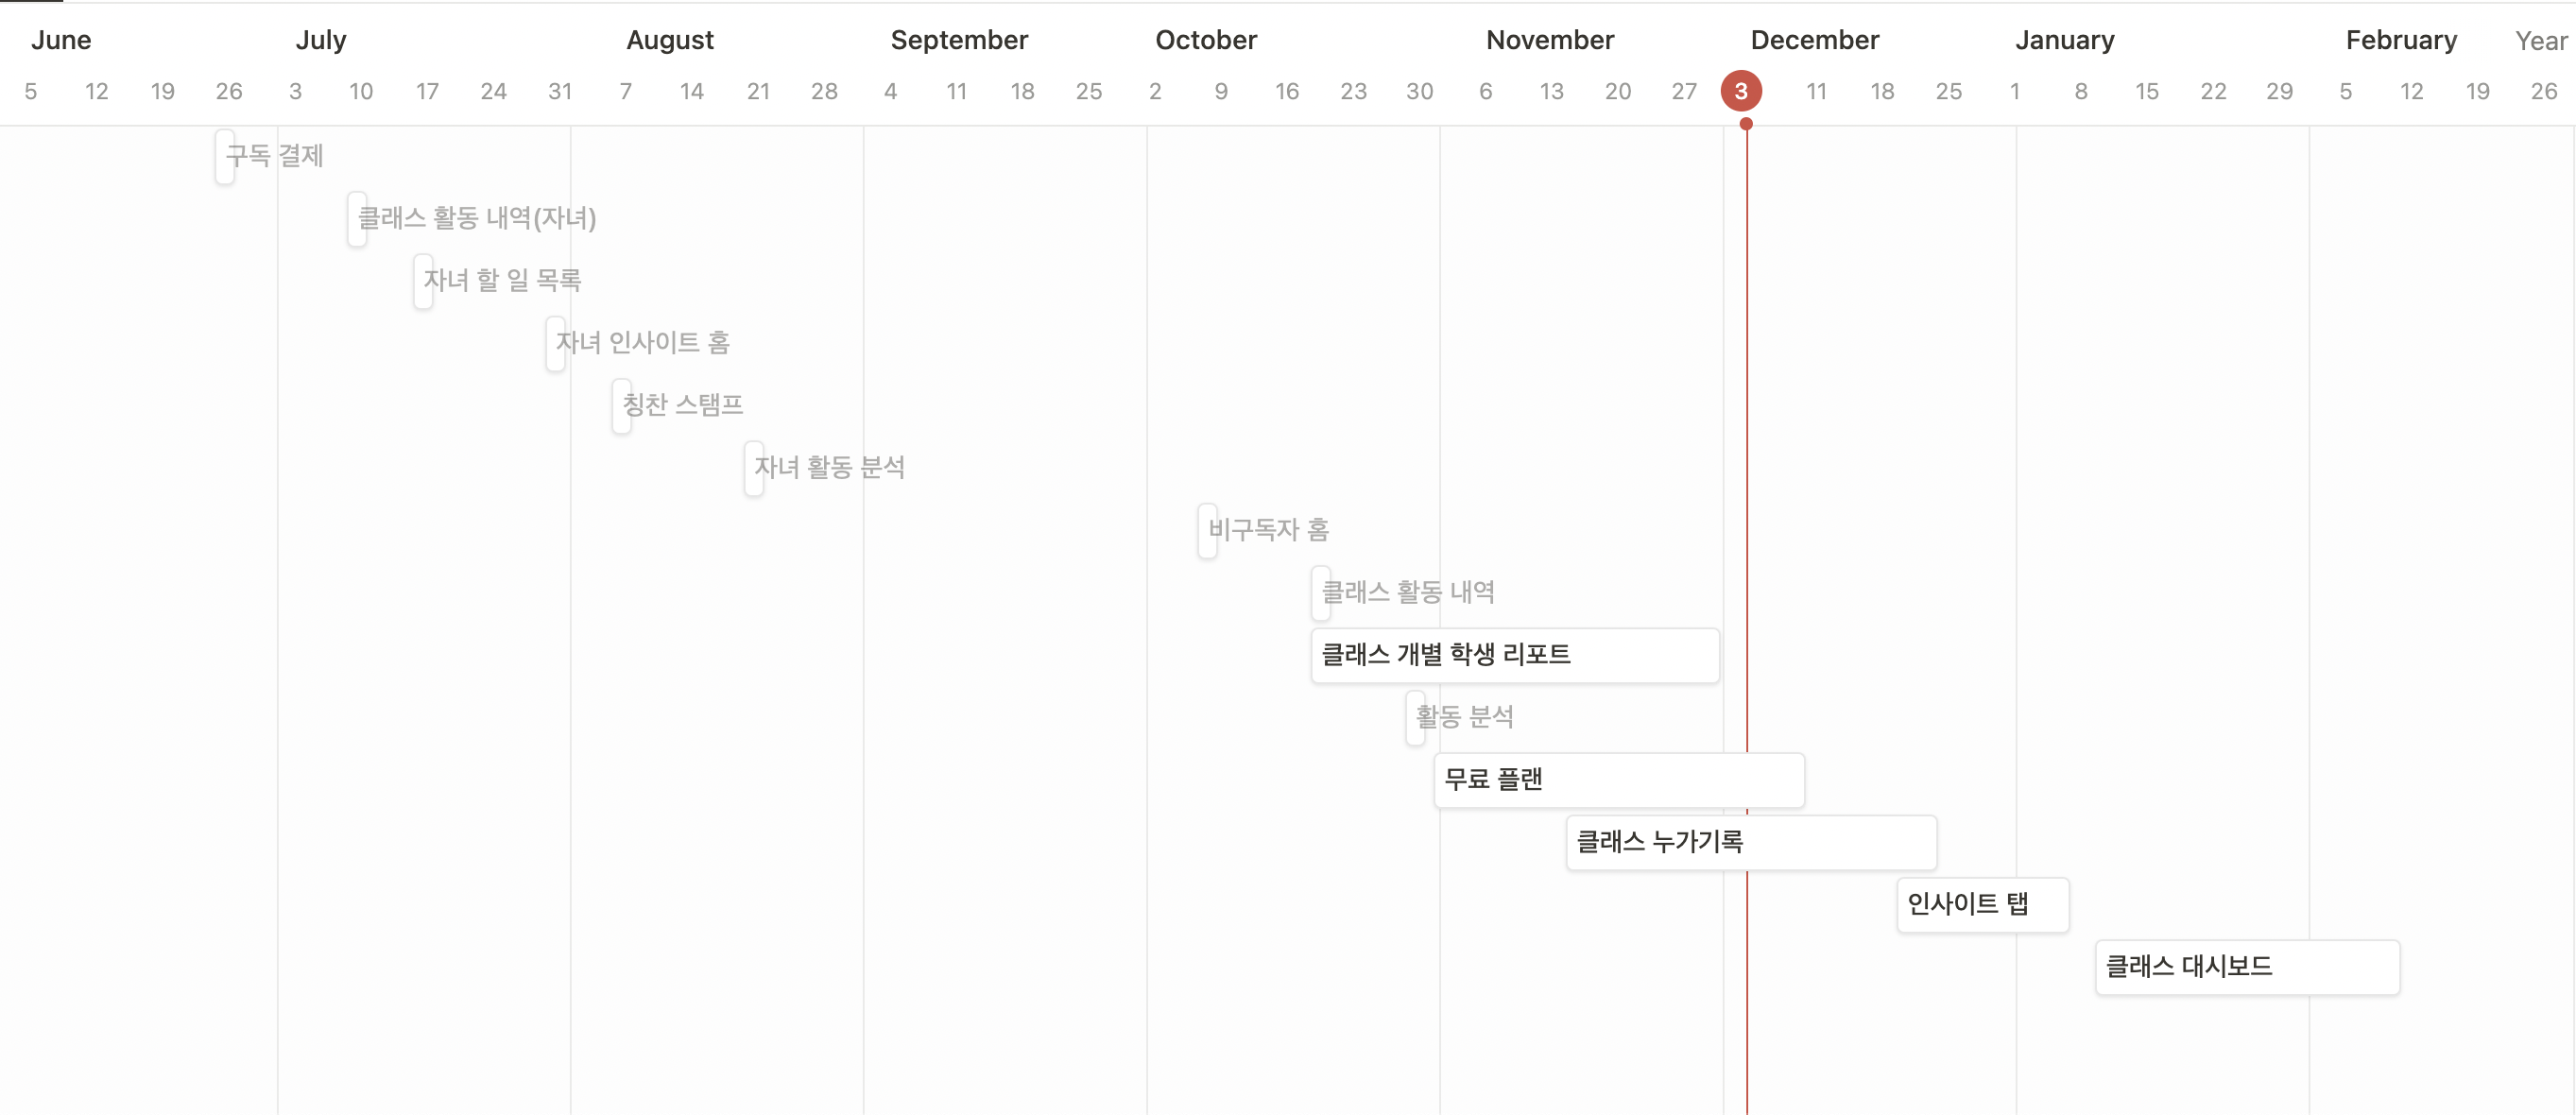 June July August September October November December January February Year
5 12 19 26 3 10 17 24 31 7 14 21 28 4 11 18 25 2 9 16 23 30 6 13 20 27 3 11 18 25 1 8 15 22 29 5 12 19 26
구독 결제
클래스 활동 내역(자녀)
자녀 할 일 목록
자녀 인사이트 홈
칭찬 스탬프
자녀 활동 분석
비구독자 홈
클래스 활동 내역
클래스 개별 학생 리포트
활동 분석
무료 플랜
클래스 누가기록
인사이트 탭
클래스 대시보드